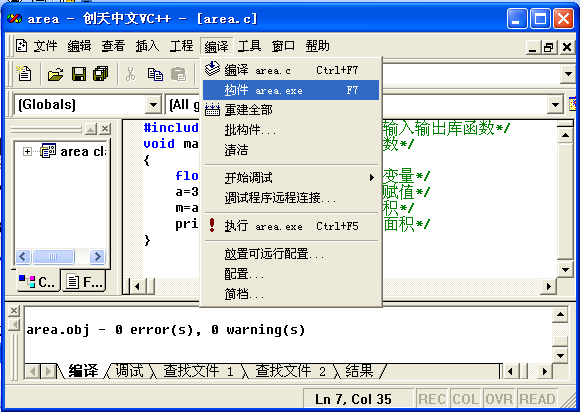 area - 创天中文VC++ - [area.c]
文件 编辑 查看 插入 工程 编译 工具 窗口 帮助
编译 area.c Ctrl+F7
构件 area.exe F7
重建全部
批构件...
清洁
开始调试
调试程序远程连接...
执行 area.exe Ctrl+F5
放置可远行配置...
配置...
简档...
(Globals)
(All g
area cla
C..
F...
#includ 输入输出库函数*/
void ma 数*/
{
flo 变量*/
a=3 赋值*/
m=a 积*/
pri 面积*/
}
area.obj - 0 error(s), 0 warning(s)
编译 调试 查找文件 1 查找文件 2 结果
Ln 7, Col 35 REC COL OVR READ